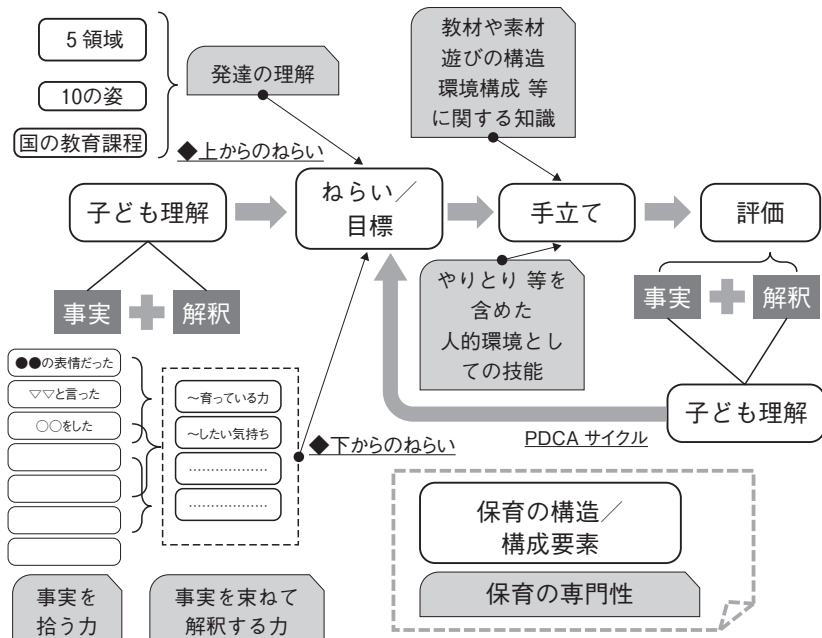 5 領域
10の姿
国の教育課程
発達の理解
◆上からのねらい
教材や素材
遊びの構造
環境構成 等
に関する知識
子ども理解
ねらい／
目標
手立て
評価
事実
解釈
やりとり 等を
含めた
人的環境とし
ての技能
事実
解釈
子ども理解
●●の表情だった
▽▽と言った
○○をした
～育っている力
～したい気持ち
………………
………………
◆下からのねらい
PDCA サイクル
保育の構造／
構成要素
保育の専門性
事実を
拾う力
事実を束ねて
解釈する力